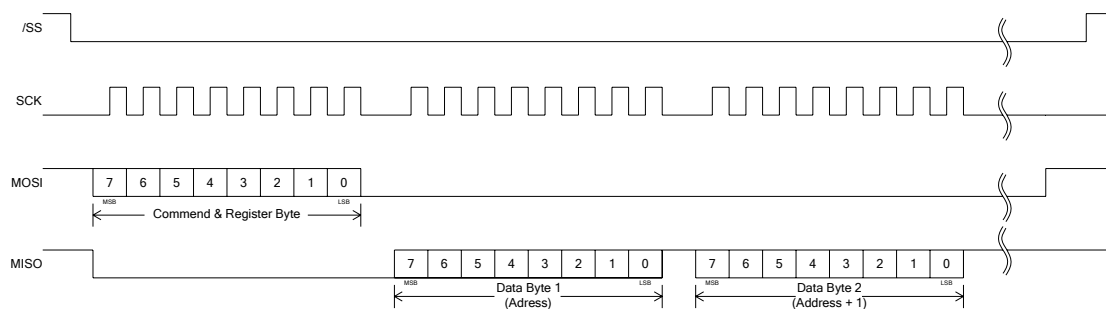 /SS
SCK
MOSI
7 6 5 4 3 2 1 0
MSB LSB
Commend & Register Byte
MISO
7 6 5 4 3 2 1 0 7 6 5 4 3 2 1 0
MSB Data Byte 1 LSB MSB Data Byte 2 LSB
(Adress) (Address + 1)